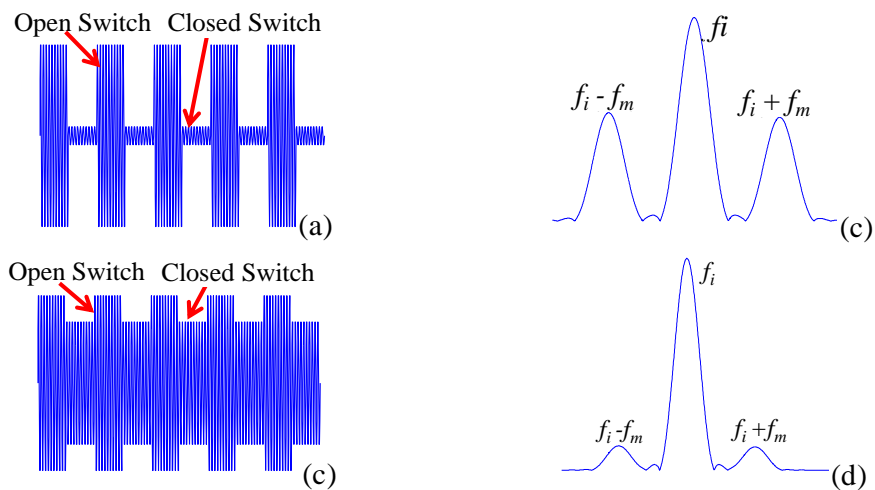 Open Switch Closed Switch
(a)
.fi
fi - fm
fi + fm
(c)
Open Switch Closed Switch
(c)
fi
fi-fm
fi +fm
(d)